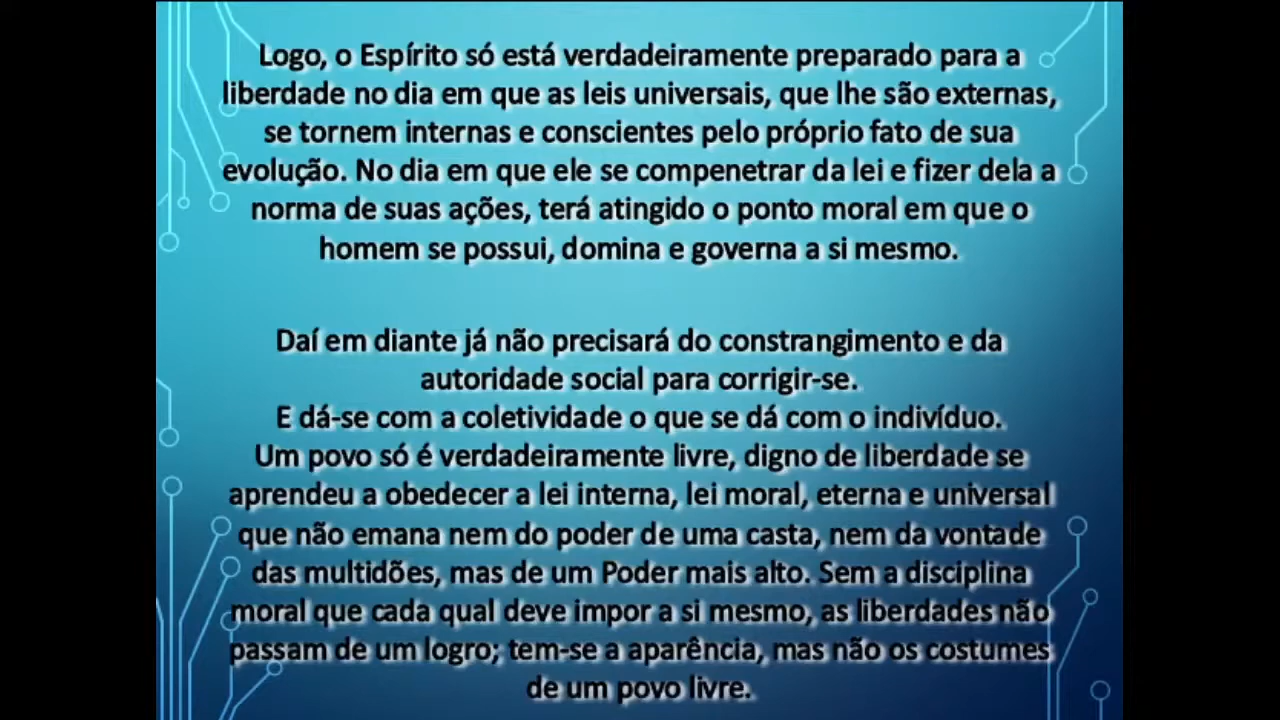 Logo, o Espírito só está verdadeiramente preparado para a
liberdade no dia em que as leis universais, que lhe são externas,
se tornem internas e conscientes pelo próprio fato de sua
evolução. No dia em que ele se compenetrar da lei e fizer dela a
norma de suas ações, terá atingido o ponto moral em que o
homem se possui, domina e governa a si mesmo.
Daí em diante já não precisará do constrangimento e da
autoridade social para corrigir-se.
E dá-se com a coletividade o que se dá com o indivíduo.
Um povo só é verdadeiramente livre, digno de liberdade se
aprendeu a obedecer a lei interna, lei moral, eterna e universal
que não emana nem do poder de uma casta, nem da vontade
das multidões, mas de um Poder mais alto. Sem a disciplina
moral que cada qual deve impor a si mesmo, as liberdades não
passam de um logro; tem-se a aparência, mas não os costumes
de um povo livre.